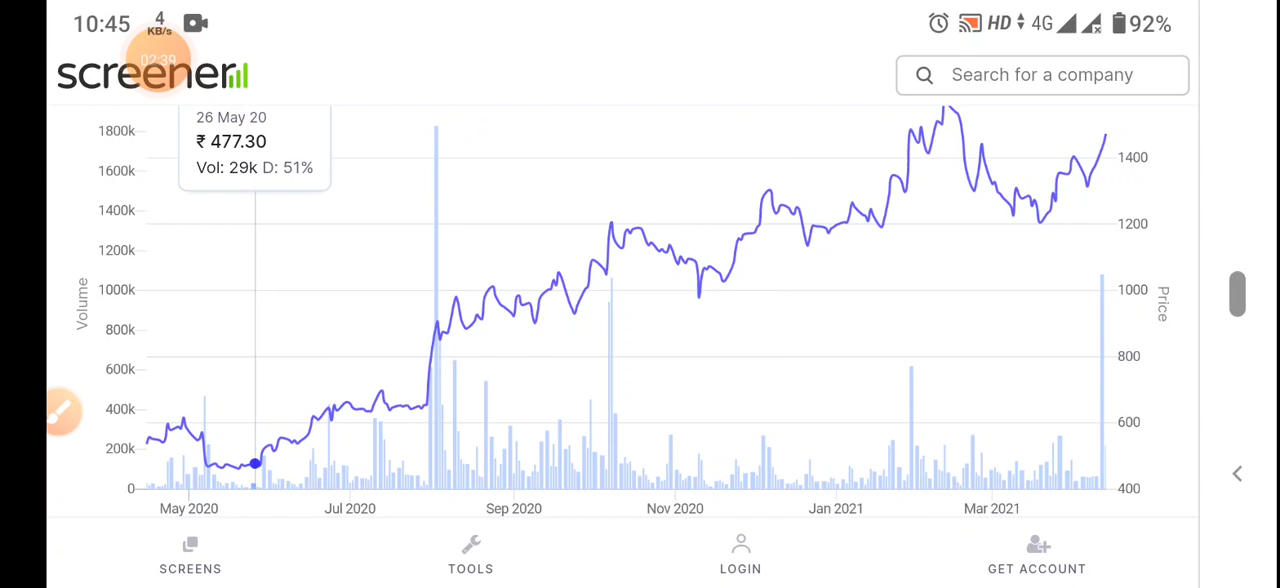 10:45 4 KB/s HD 4G 92%
02:39
screener
Search for a company
26 May 20
₹ 477.30
Vol: 29k D: 51%
1800k
1600k
1400k
1200k
1000k
800k
600k
400k
200k
0
Volume
1400
1200
1000
800
600
400
Price
May 2020 Jul 2020 Sep 2020 Nov 2020 Jan 2021 Mar 2021
SCREENS TOOLS LOGIN GET ACCOUNT